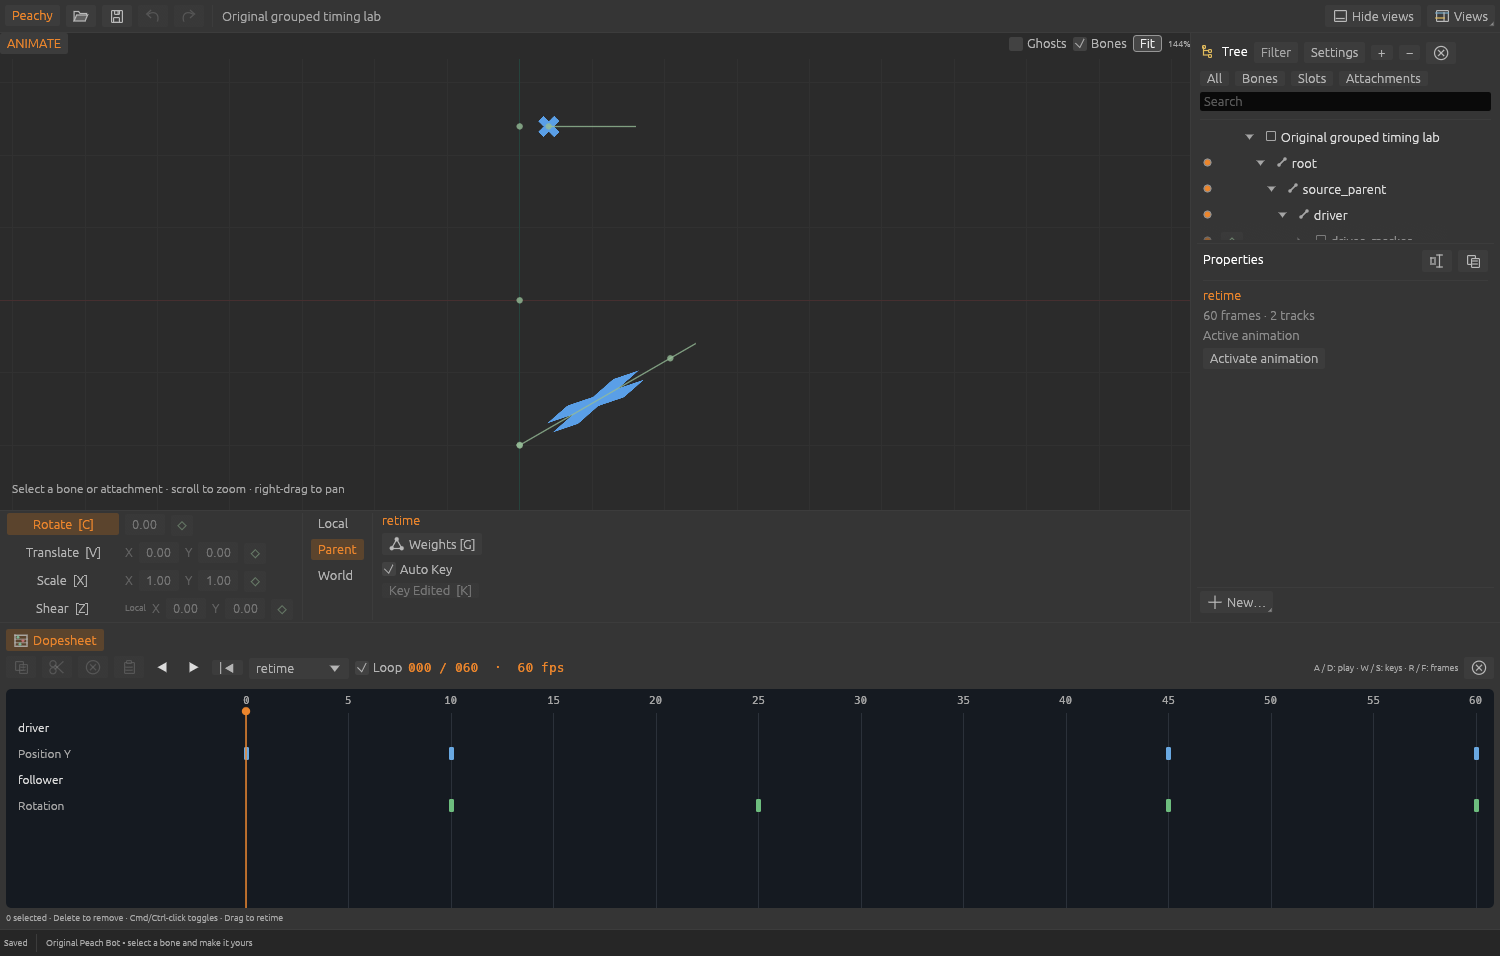 Peachy
Original grouped timing lab
Hide views
Views
ANIMATE
Ghosts
Bones
Fit
144%
Tree
Filter
Settings
+
−
All
Bones
Slots
Attachments
Search
Original grouped timing lab
root
source_parent
driver
Properties
retime
60 frames · 2 tracks
Active animation
Activate animation
New...
Select a bone or attachment · scroll to zoom · right-drag to pan
Rotate [C] 0.00
Translate [V] X 0.00 Y 0.00
Scale [X] X 1.00 Y 1.00
Shear [Z] Local X 0.00 Y 0.00
Local
Parent
World
retime
Weights [G]
Auto Key
Key Edited [K]
Dopesheet
retime
Loop 000 / 060 · 60 fps
A / D: play · W / S: keys · R / F: frames
0 5 10 15 20 25 30 35 40 45 50 55 60
driver
Position Y
follower
Rotation
0 selected · Delete to remove · Cmd/Ctrl-click toggles · Drag to retime
Saved
Original Peach Bot • select a bone and make it yours